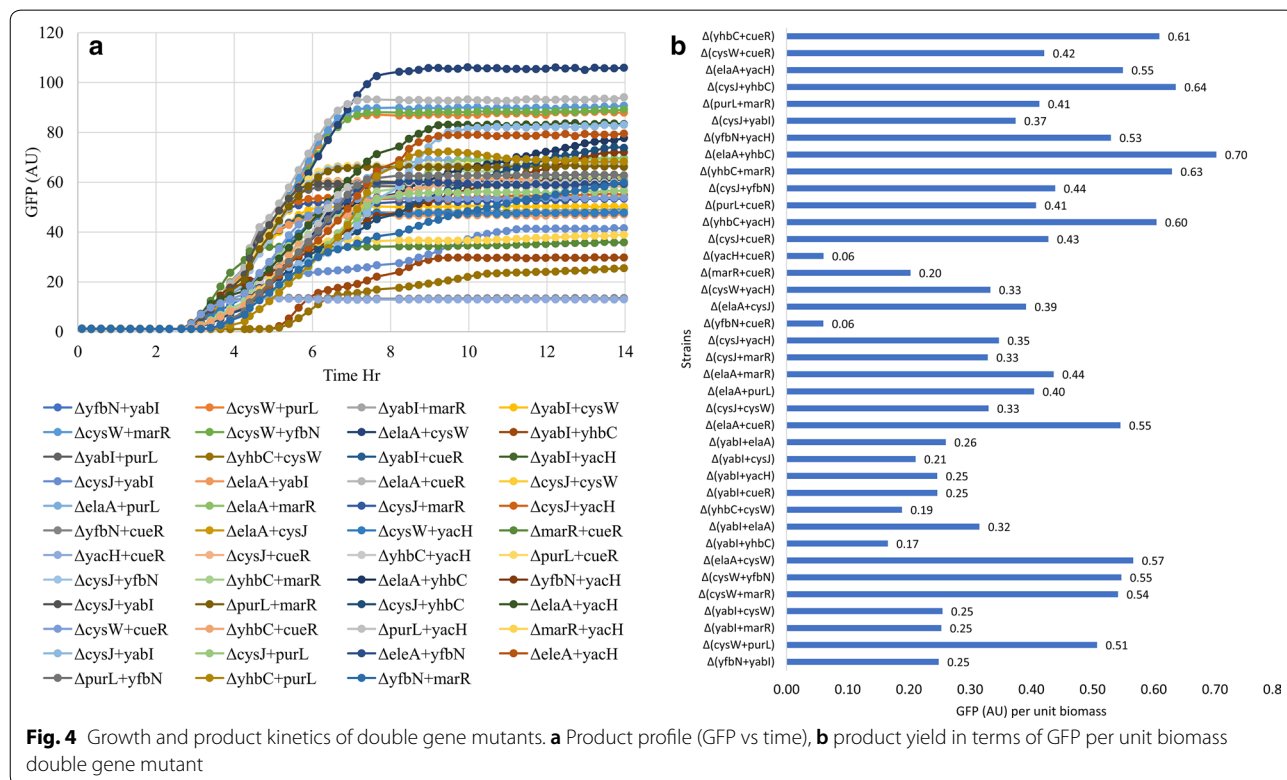 a
GFP (AU)
120
100
80
60
40
20
0
0 2 4 6 8 10 12 14
Time Hr
ΔyfbN+yabI ΔcysW+purL ΔyabI+marR ΔyabI+cysW
ΔcysW+marR ΔcysW+yfbN ΔelaA+cysW ΔyabI+yhbC
ΔyabI+purL ΔyhbC+cysW ΔyabI+cueR ΔyabI+yacH
ΔcysJ+yabI ΔelaA+yabI ΔelaA+cueR ΔcysJ+cysW
ΔelaA+purL ΔelaA+marR ΔcysJ+marR ΔcysJ+yacH
ΔyfbN+cueR ΔelaA+cysJ ΔcysW+yacH ΔmarR+cueR
ΔyacH+cueR ΔcysJ+cueR ΔyhbC+yacH ΔpurL+cueR
ΔcysJ+yfbN ΔyhbC+marR ΔelaA+yhbC ΔyfbN+yacH
ΔcysJ+yabI ΔpurL+marR ΔcysJ+yhbC ΔelaA+yacH
ΔcysW+cueR ΔyhbC+cueR ΔpurL+yacH ΔmarR+yacH
ΔcysJ+yabI ΔcysJ+purL ΔeleA+yfbN ΔeleA+yacH
ΔpurL+yfbN ΔyhbC+purL ΔyfbN+marR
b
Strains
Δ(yhbC+cueR) 0.61
Δ(cysW+cueR) 0.42
Δ(elaA+yacH) 0.55
Δ(cysJ+yhbC) 0.64
Δ(purL+marR) 0.41
Δ(cysJ+yabI) 0.37
Δ(yfbN+yacH) 0.53
Δ(elaA+yhbC) 0.70
Δ(yhbC+marR) 0.63
Δ(cysJ+yfbN) 0.44
Δ(purL+cueR) 0.41
Δ(yhbC+yacH) 0.60
Δ(cysJ+cueR) 0.43
Δ(yacH+cueR) 0.06
Δ(marR+cueR) 0.20
Δ(cysW+yacH) 0.33
Δ(elaA+cysJ) 0.39
Δ(yfbN+cueR) 0.06
Δ(cysJ+yacH) 0.35
Δ(cysJ+marR) 0.33
Δ(elaA+marR) 0.44
Δ(elaA+purL) 0.40
Δ(cysJ+cysW) 0.33
Δ(elaA+cueR) 0.55
Δ(yabI+elaA) 0.26
Δ(yabI+cysJ) 0.21
Δ(yabI+yacH) 0.25
Δ(yabI+cueR) 0.25
Δ(yhbC+cysW) 0.19
Δ(yabI+elaA) 0.32
Δ(yabI+yhbC) 0.17
Δ(elaA+cysW) 0.57
Δ(cysW+yfbN) 0.55
Δ(cysW+marR) 0.54
Δ(yabI+cysW) 0.25
Δ(yabI+marR) 0.25
Δ(cysW+purL) 0.51
Δ(yfbN+yabI) 0.25
0.00 0.10 0.20 0.30 0.40 0.50 0.60 0.70 0.8
GFP (AU) per unit biomass
Fig. 4 Growth and product kinetics of double gene mutants. a Product profile (GFP vs time), b product yield in terms of GFP per unit biomass
double gene mutant